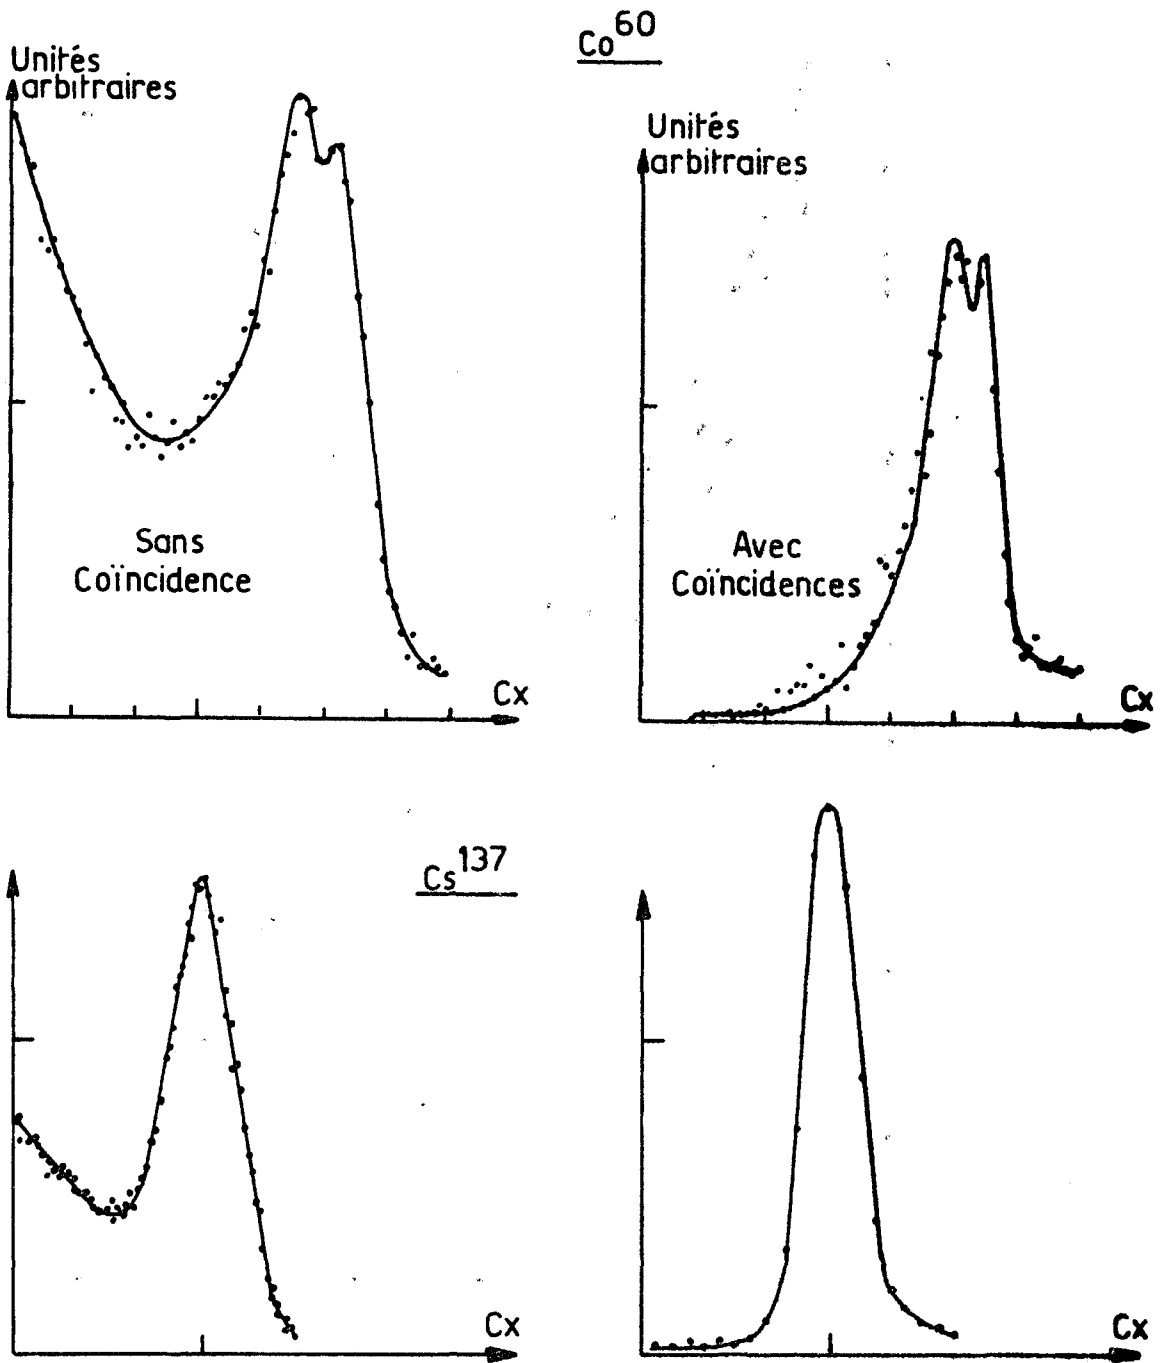 Co60
Unités
arbitraires
Unités
arbitraires
Sans
Coïncidence
Cx
Avec
Coïncidences
Cx
Cs137
Cx
Cx